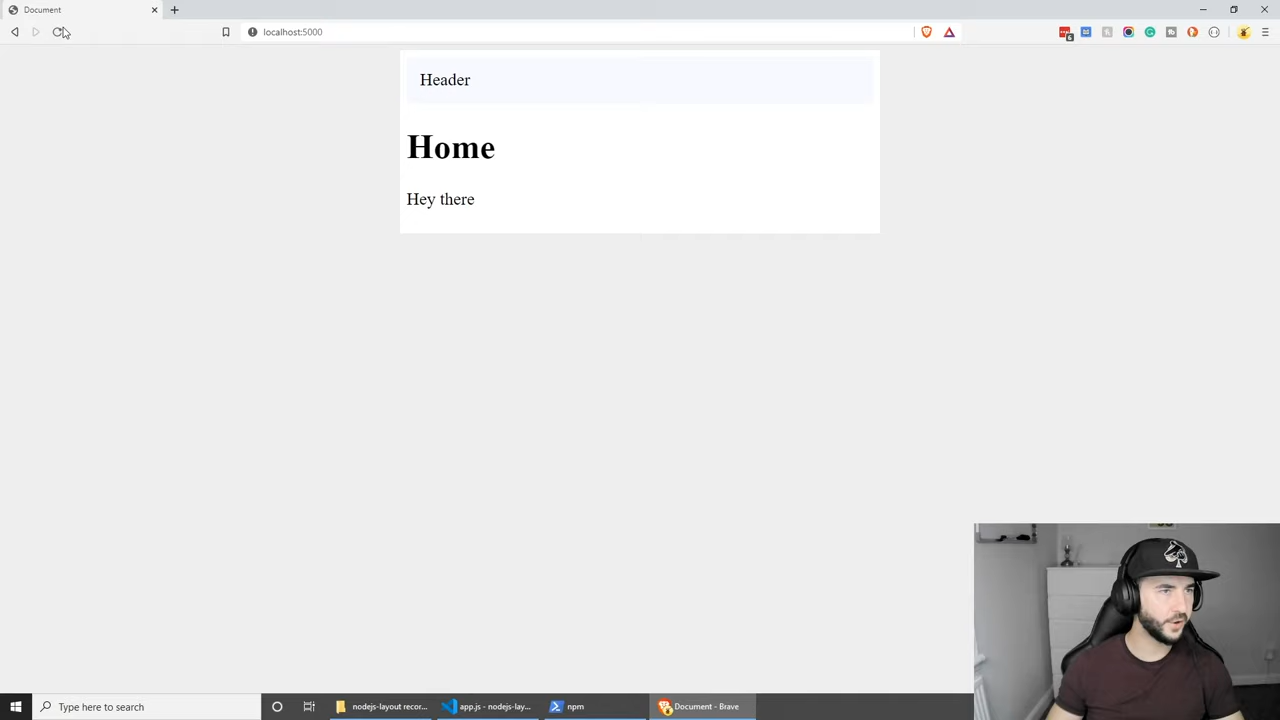 Document
localhost:5000
6
Header
Home
Hey there
Type here to search
nodejs-layout recor...
app.js - nodejs-lay...
npm
Document - Brave